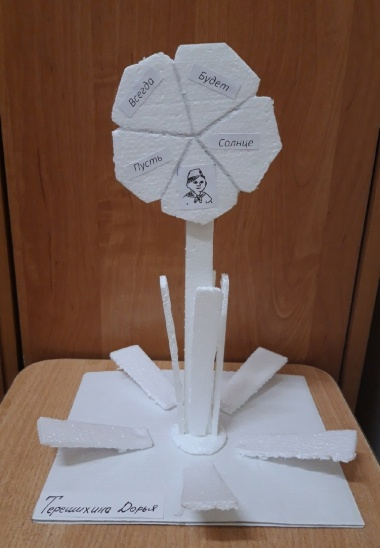 Пусть
Всегда
Будет
Солнце
Терешихина Дарья